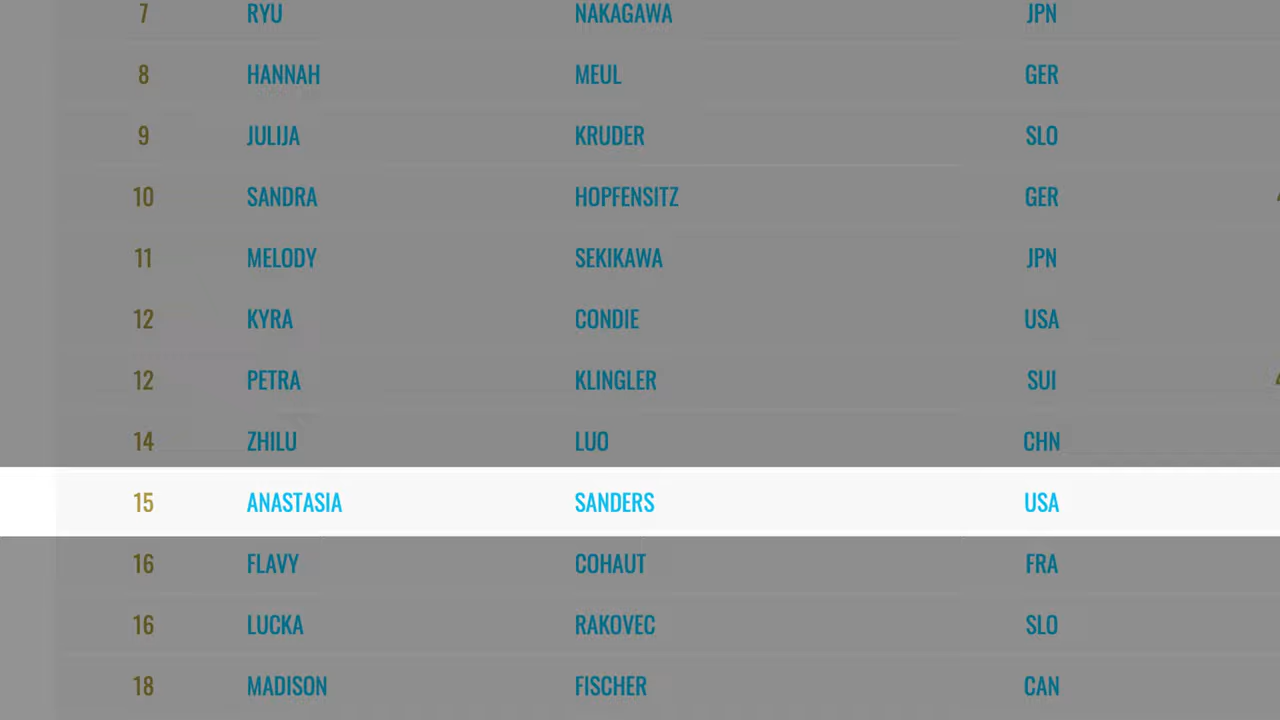 7 RYU NAKAGAWA JPN
8 HANNAH MEUL GER
9 JULIJA KRUDER SLO
10 SANDRA HOPFENSITZ GER
11 MELODY SEKIKAWA JPN
12 KYRA CONDIE USA
12 PETRA KLINGLER SUI
14 ZHILU LUO CHN
15 ANASTASIA SANDERS USA
16 FLAVY COHAUT FRA
16 LUCKA RAKOVEC SLO
18 MADISON FISCHER CAN